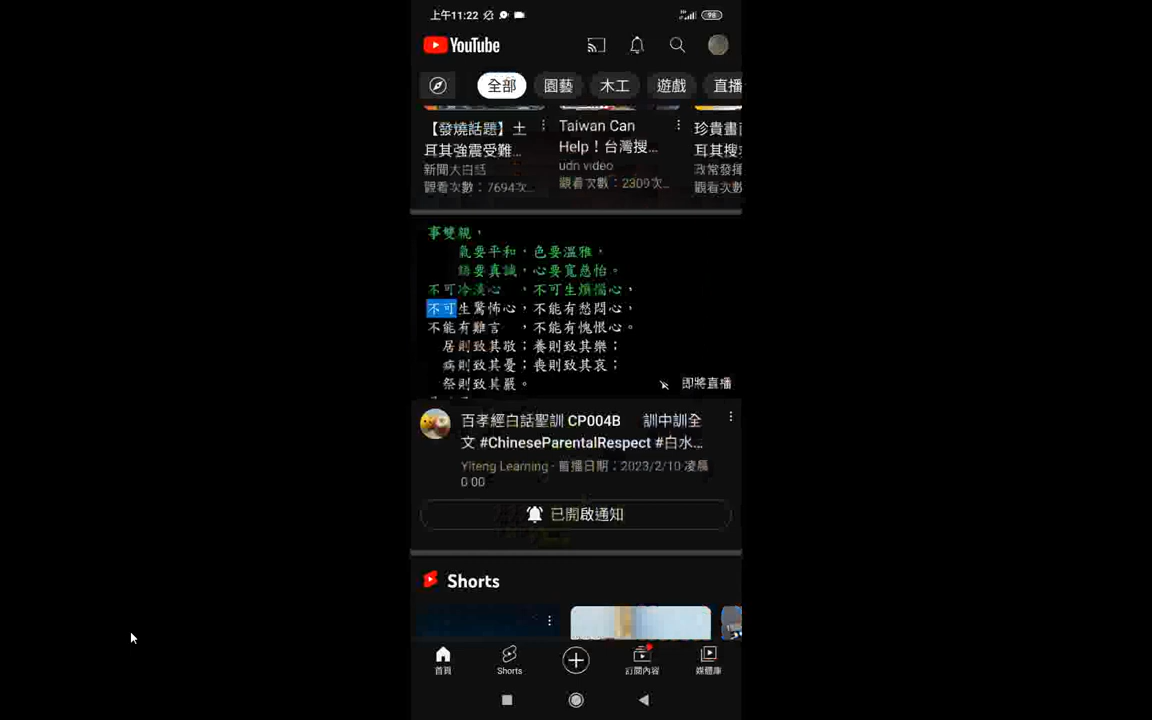 上午11:22
98
YouTube
全部 園藝 木工 遊戲 直播
【發燒話題】土
耳其強震受難...
新聞大白話
觀看次數：7694次...
Taiwan Can
Help！台灣搜...
udn video
觀看次數：2309次...
珍貴畫面
耳其搜救
觀看次數
事雙親，
氣要平和，色要溫雅，
語要真誠，心要寬慈怡。
不可冷漠心 ，不可生煩惱心，
不可生驚怖心，不能有愁悶心，
不能有難言 ，不能有愧恨心。
居則致其敬；養則致其樂；
病則致其憂；喪則致其哀；
祭則致其嚴。
即將直播
百孝經白話聖訓 CP004B 訓中訓全
文 #ChineseParentalRespect #白水...
Yiteng Learning · 首播日期：2023/2/10 凌晨
0:00
已開啟通知
Shorts
首頁 Shorts 訂閱內容 媒體庫